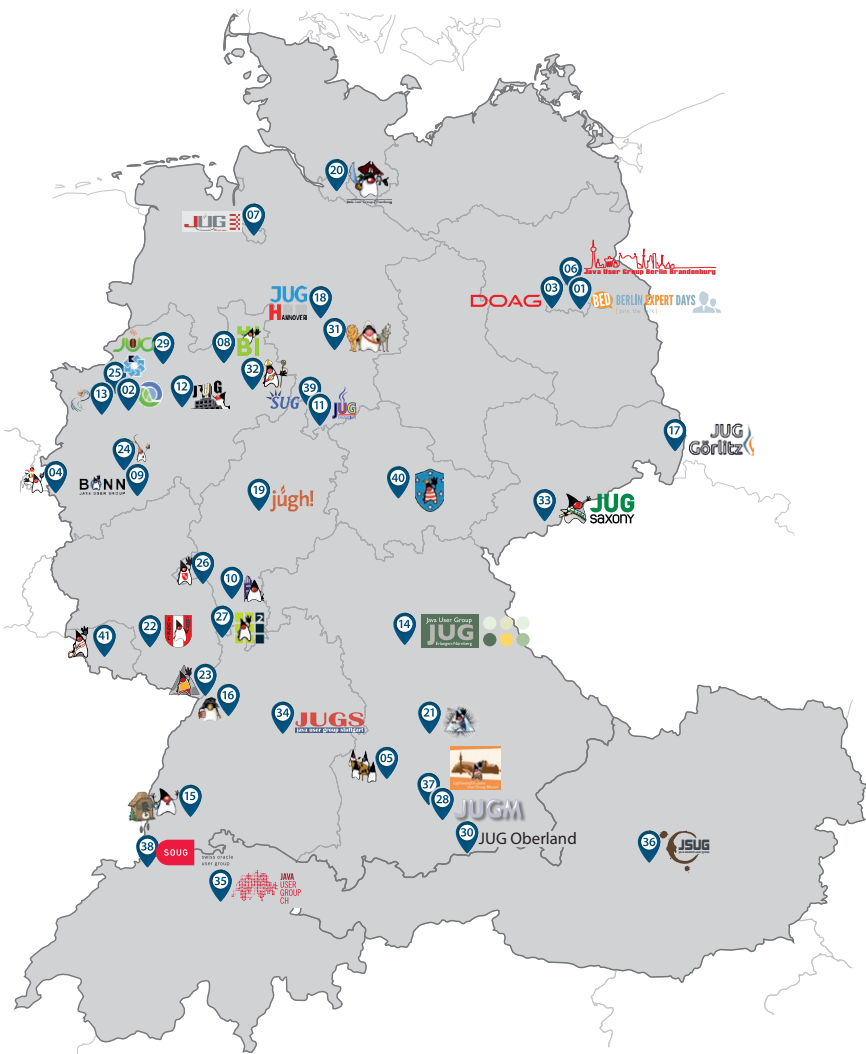 20
07
JUG
06
Java User Group Berlin Brandenburg
03
01
DOAG
BED BERLIN EXPERT DAYS
JUG
HANNOVER
18
31
JUG
29
08
BI
25
32
13
02
12
JUG
39
SUG
11
JUG
17
JUG
Görlitz
24
04
BONN
JAVA USER GROUP
09
19
jugh!
40
33
JUG
saxony
26
10
27
2
14
Java User Group
JUG
Erlangen-Nürnberg
41
22
23
16
34
JUGS
java user group stuttgart
21
05
37
28
JUGM
15
30
JUG Oberland
38
SOUG
swiss oracle
user group
36
JSUG
35
JAVA
USER
GROUP
CH